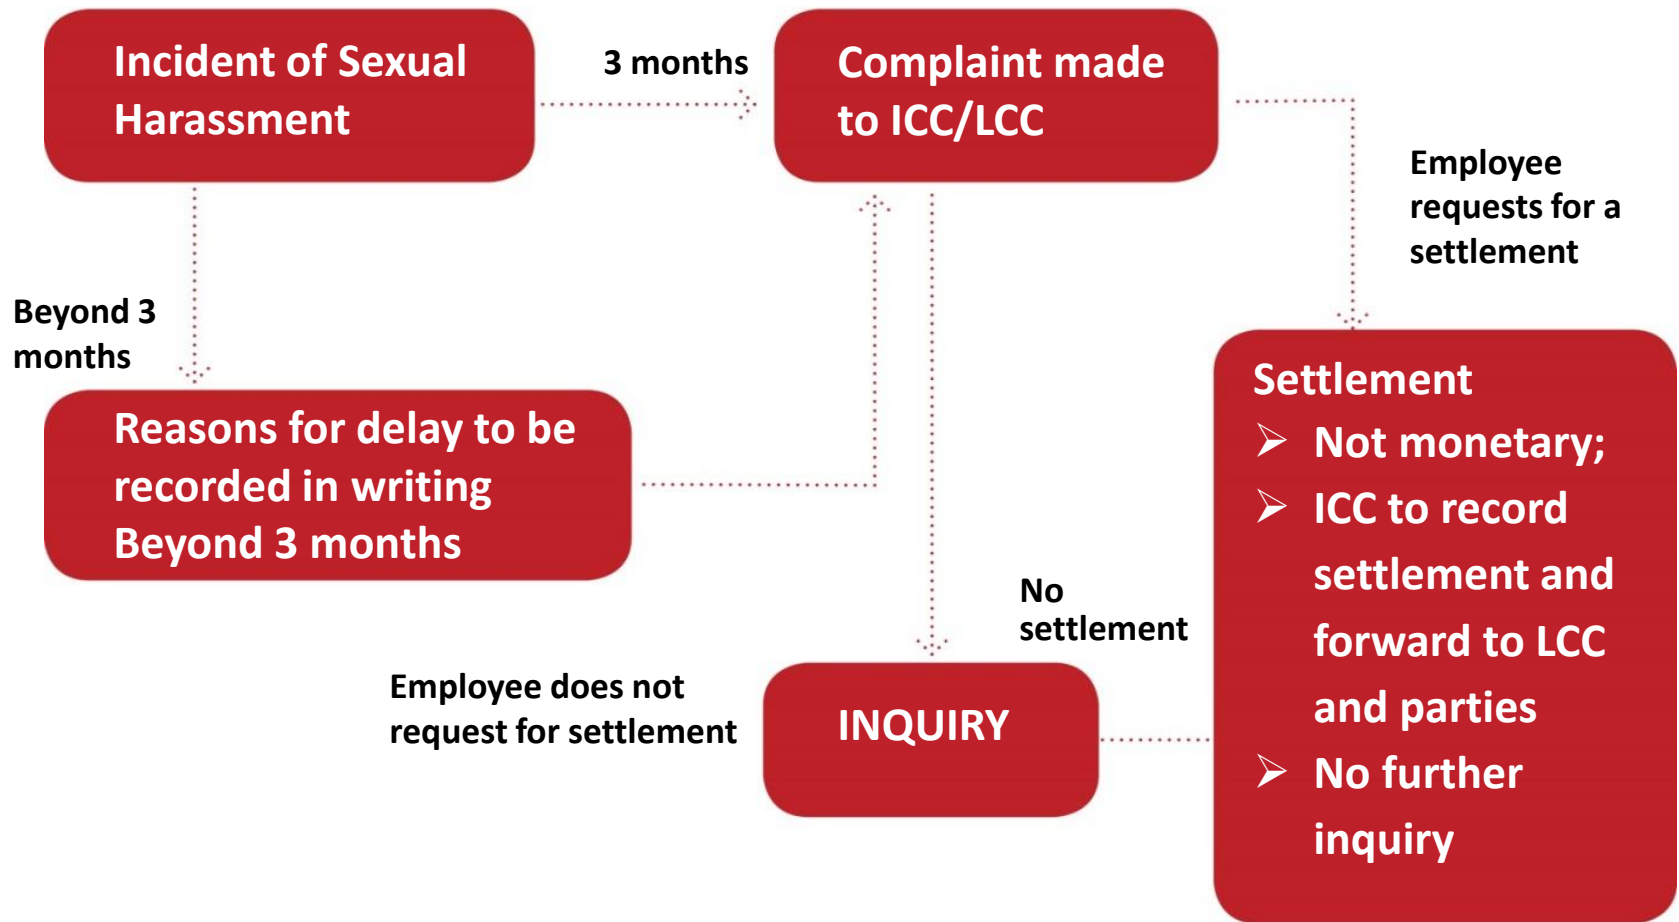 Incident of Sexual
Harassment
3 months
Complaint made
to ICC/LCC
Employee
requests for a
settlement
Beyond 3
months
Reasons for delay to be
recorded in writing
Beyond 3 months
Settlement
➢ Not monetary;
➢ ICC to record
settlement and
forward to LCC
and parties
➢ No further
inquiry
No
settlement
Employee does not
request for settlement
INQUIRY